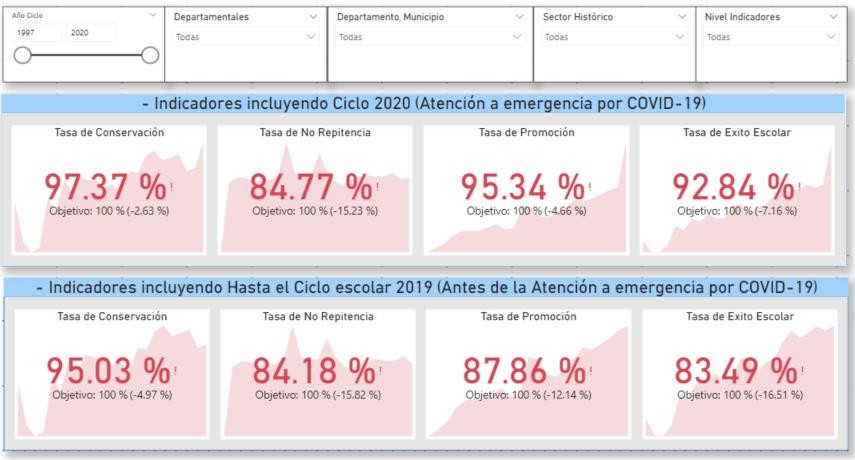 Año Ciclo
1997 2020
Departamentales
Todas
Departamento, Municipio
Todas
Sector Histórico
Todas
Nivel Indicadores
Todas
- Indicadores incluyendo Ciclo 2020 (Atención a emergencia por COVID-19)
Tasa de Conservación
97.37 %!
Objetivo: 100 % (-2.63 %)
Tasa de No Repitencia
84.77 %!
Objetivo: 100 % (-15.23 %)
Tasa de Promoción
95.34 %!
Objetivo: 100 % (-4.66 %)
Tasa de Exito Escolar
92.84 %!
Objetivo: 100 % (-7.16 %)
- Indicadores incluyendo Hasta el Ciclo escolar 2019 (Antes de la Atención a emergencia por COVID-19)
Tasa de Conservación
95.03 %!
Objetivo: 100 % (-4.97 %)
Tasa de No Repitencia
84.18 %!
Objetivo: 100 % (-15.82 %)
Tasa de Promoción
87.86 %!
Objetivo: 100 % (-12.14 %)
Tasa de Exito Escolar
83.49 %!
Objetivo: 100 % (-16.51 %)